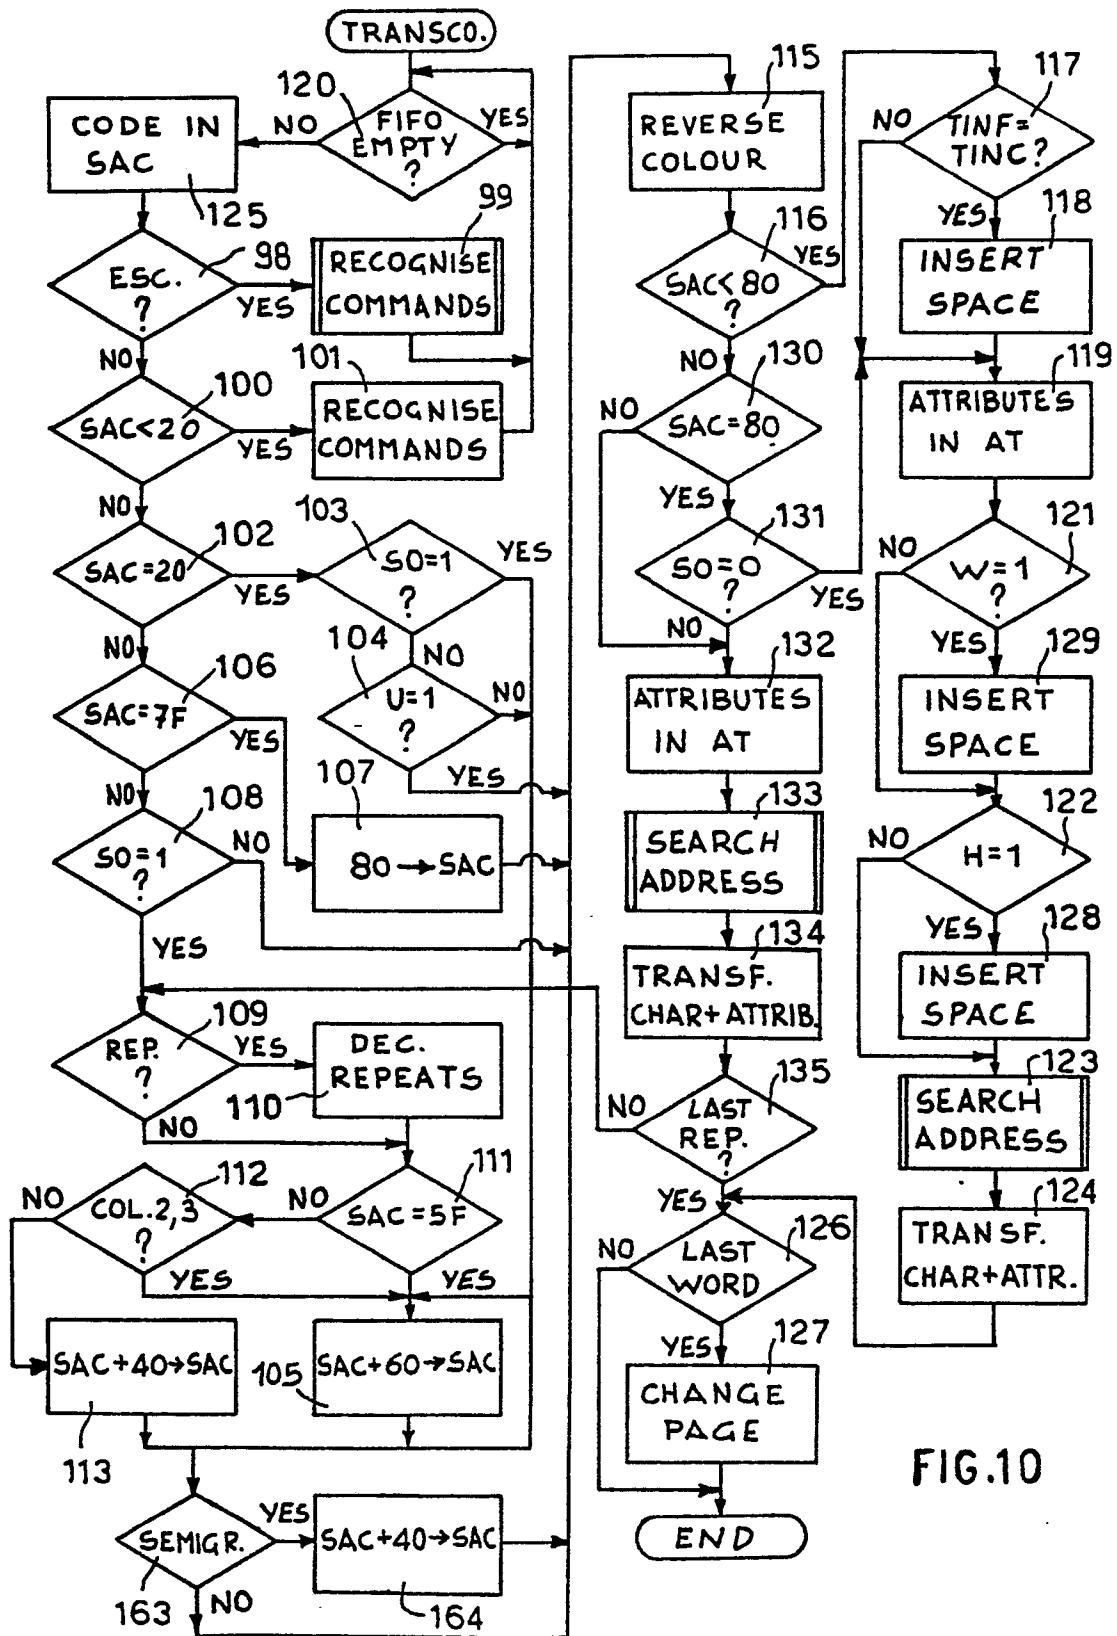 TRANSCO.
120
FIFO
EMPTY
?
NO
YES
CODE IN
SAC
125
ESC.
?
98
YES
NO
99
RECOGNISE
COMMANDS
SAC<20
100
YES
NO
101
RECOGNISE
COMMANDS
SAC=20
102
YES
NO
103
SO=1
?
YES
NO
104
U=1
?
NO
YES
SAC=7F
106
YES
NO
107
80→SAC
SO=1
?
108
NO
YES
REP.
?
109
YES
NO
DEC.
REPEATS
110
SAC=5F
111
NO
YES
COL.2,3
?
112
NO
YES
SAC+40→SAC
113
SAC+60→SAC
105
SEMIGR.
163
YES
NO
SAC+40→SAC
164
115
REVERSE
COLOUR
116
SAC<80
?
YES
NO
130
SAC=80
NO
YES
131
SO=0
?
YES
NO
132
ATTRIBUTES
IN AT
133
SEARCH
ADDRESS
134
TRANSF.
CHAR+ATTRIB.
135
LAST
REP.
?
NO
YES
126
LAST
WORD
NO
YES
127
CHANGE
PAGE
END
117
TINF=
TINC?
NO
YES
118
INSERT
SPACE
119
ATTRIBUTES
IN AT
121
W=1
?
NO
YES
129
INSERT
SPACE
122
H=1
NO
YES
128
INSERT
SPACE
123
SEARCH
ADDRESS
124
TRANSF.
CHAR+ATTR.
FIG.10